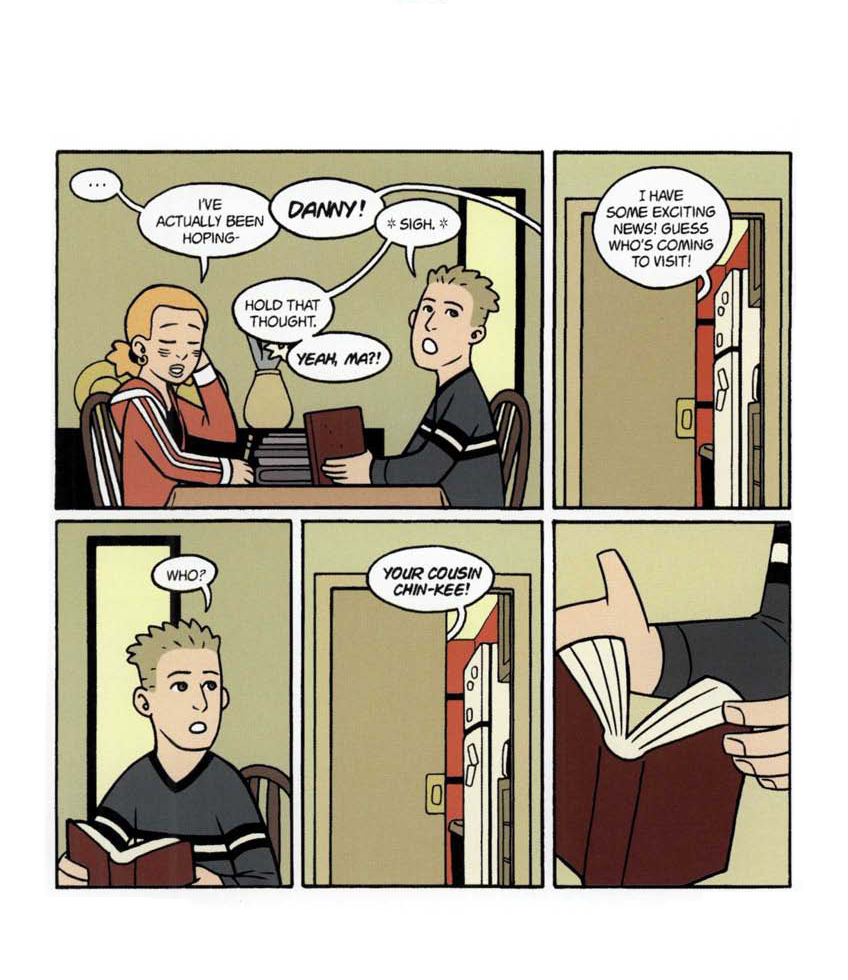 ...
I'VE
ACTUALLY BEEN
HOPING-
DANNY!
* SIGH. *
HOLD THAT
THOUGHT.
YEAH, MA?!
I HAVE
SOME EXCITING
NEWS! GUESS
WHO'S COMING
TO VISIT!
WHO?
YOUR COUSIN
CHIN-KEE!